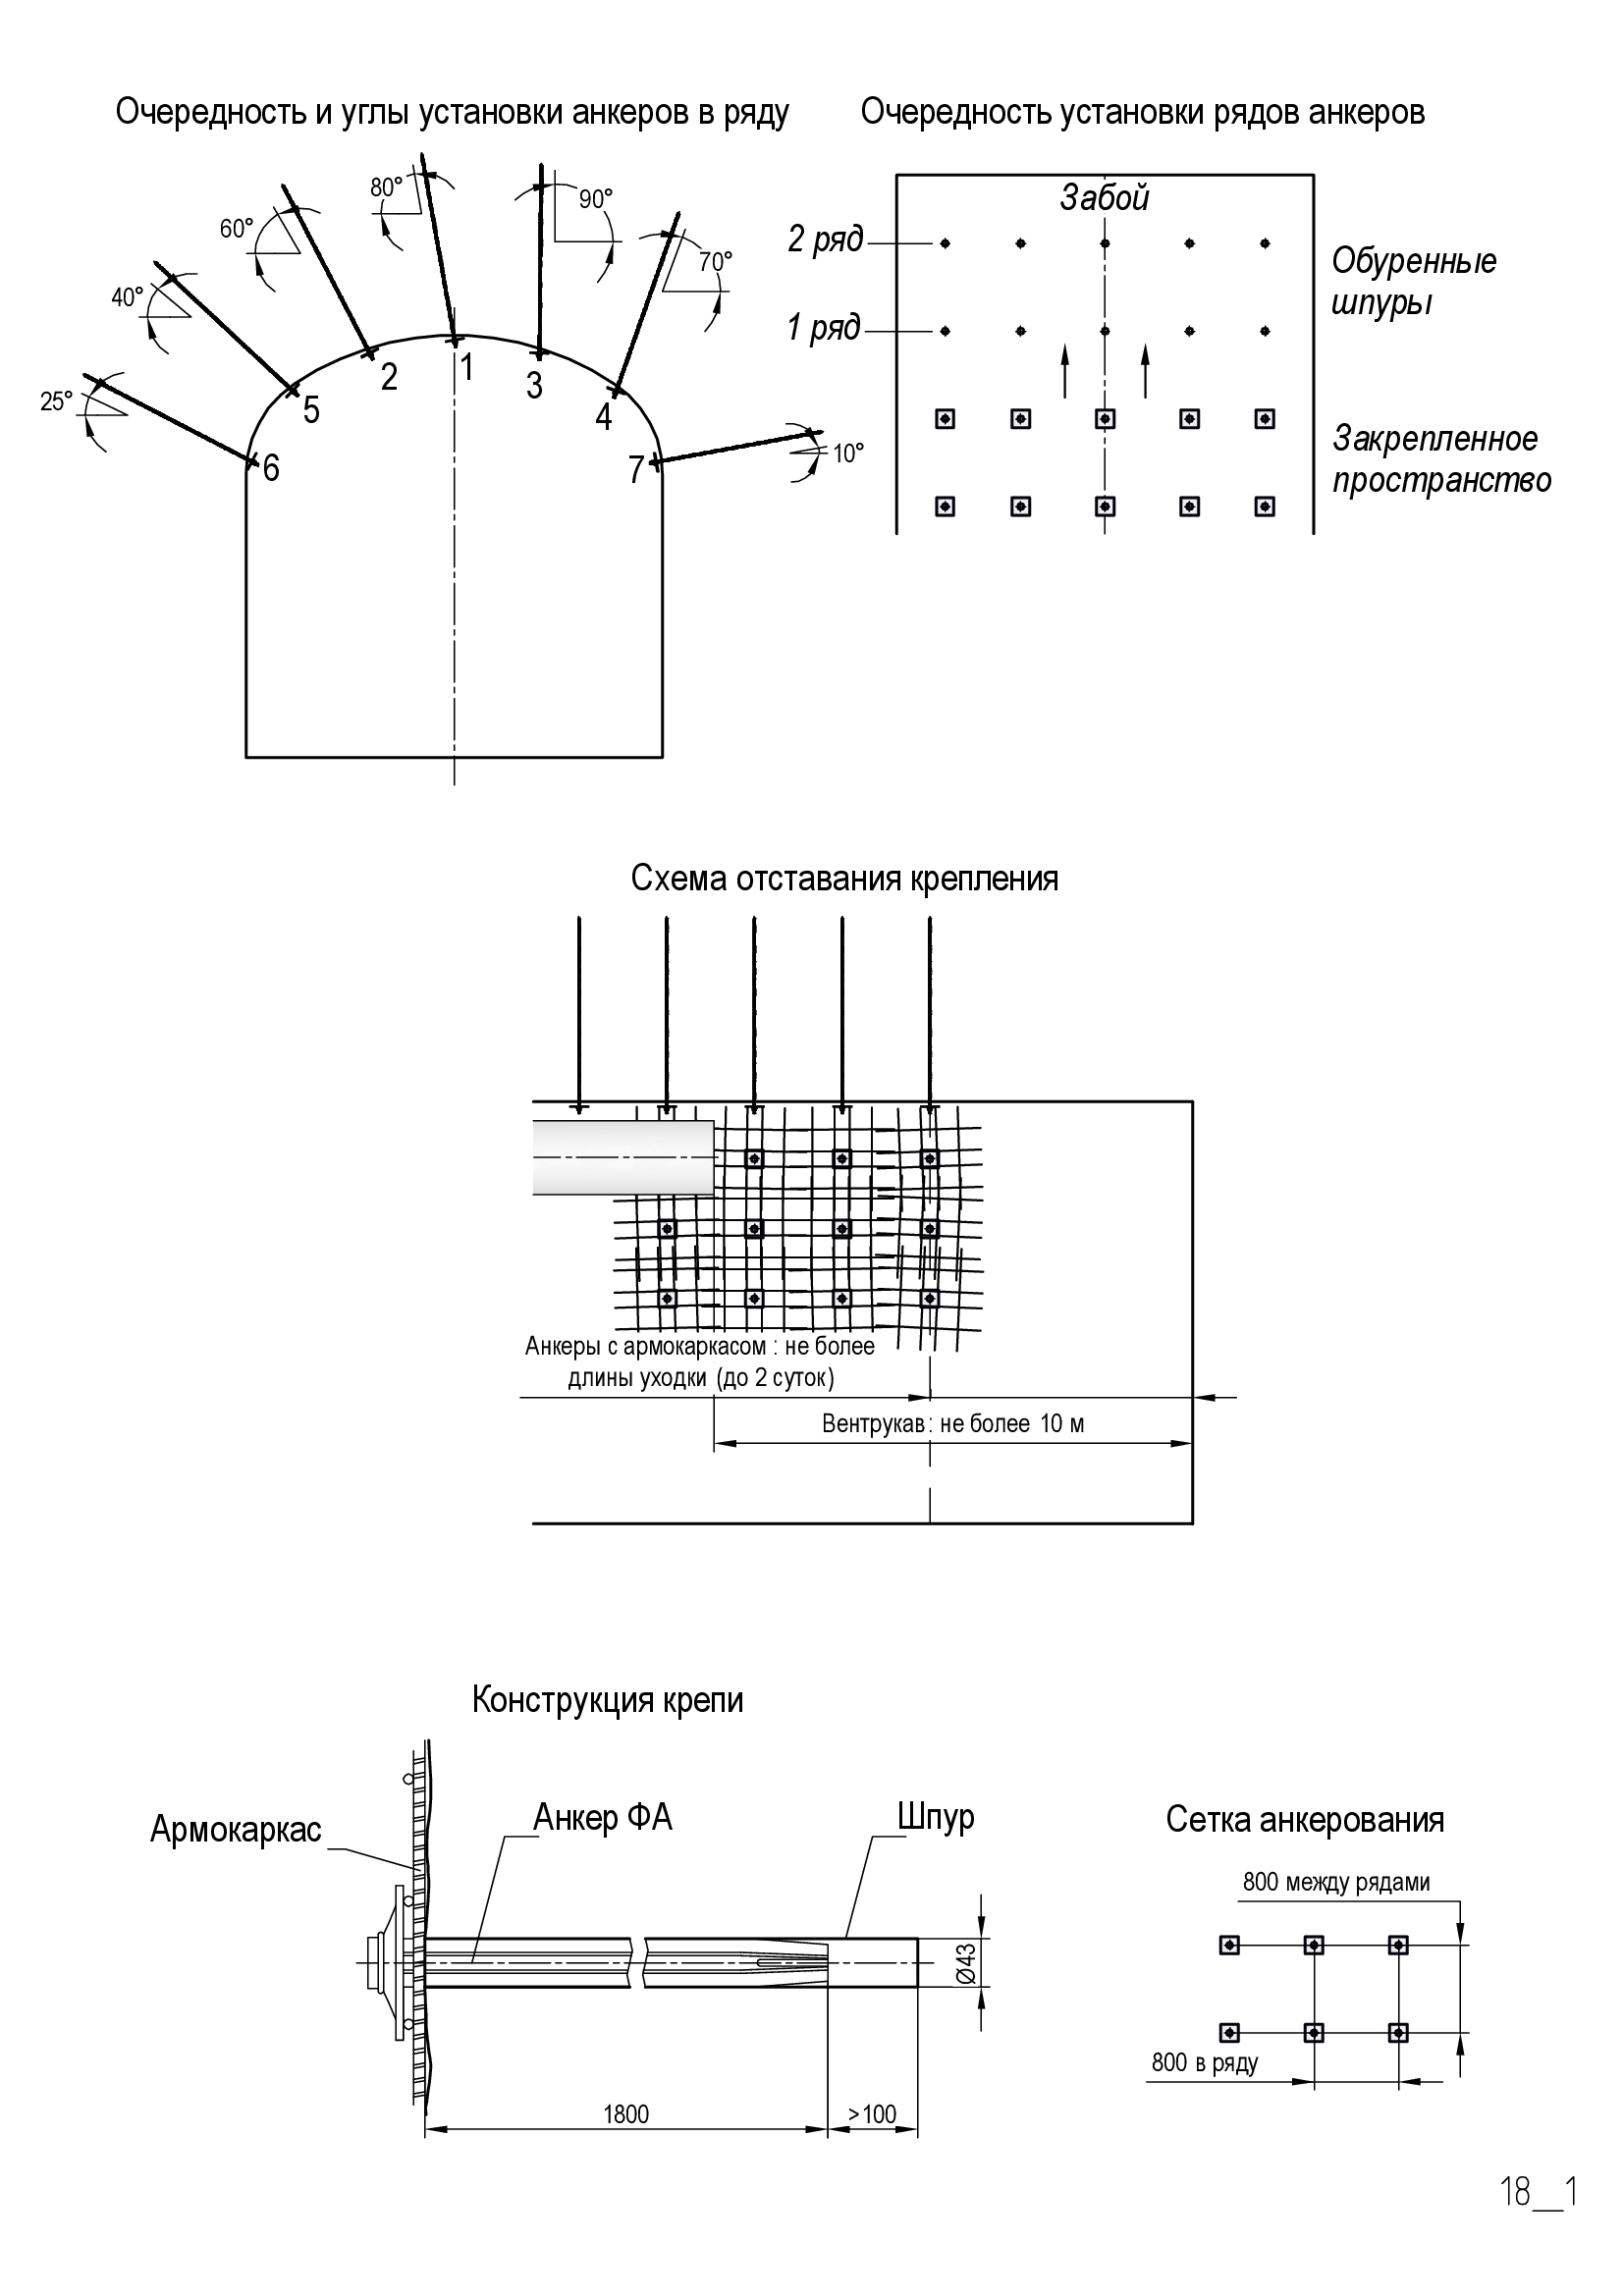 Очередность и углы установки анкеров в ряду
80°
90°
60°
70°
40°
25°
10°
1
2
3
4
5
6
7
Очередность установки рядов анкеров
Забой
2 ряд
1 ряд
Обуренные
шпуры
Закрепленное
пространство
Схема отставания крепления
Анкеры с армокаркасом : не более
длины уходки (до 2 суток)
Вентрукав : не более 10 м
Конструкция крепи
Армокаркас
Анкер ФА
Шпур
Ø43
1800
>100
Сетка анкерования
800 между рядами
800 в ряду
18__1